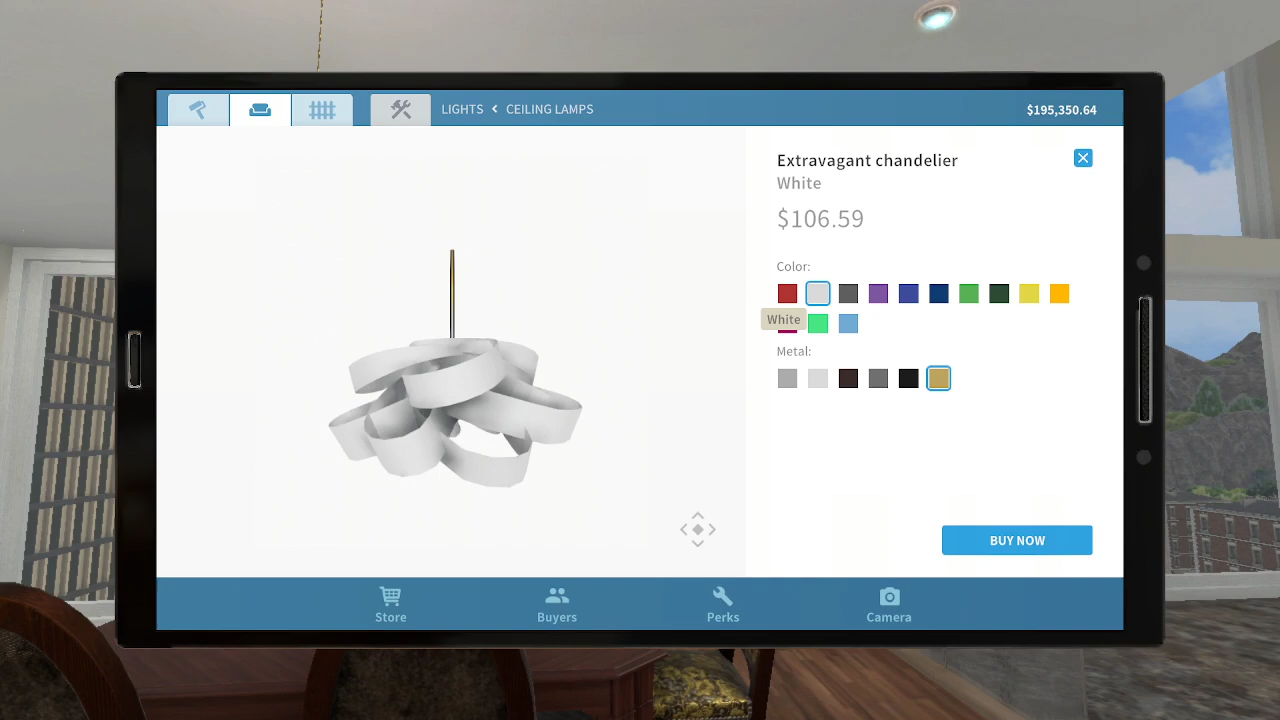 LIGHTS < CEILING LAMPS
$195,350.64
Extravagant chandelier
White
$106.59
Color:
White
Metal:
BUY NOW
Store
Buyers
Perks
Camera